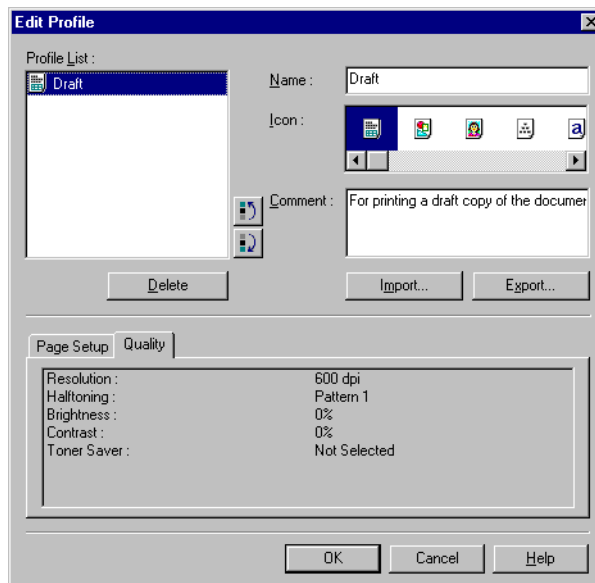 Edit Profile
Profile List :
Draft
Name : Draft
Icon :
a
Comment : For printing a draft copy of the documen
Delete
Import... Export...
Page Setup Quality
Resolution : 600 dpi
Halftoning : Pattern 1
Brightness : 0%
Contrast : 0%
Toner Saver : Not Selected
OK Cancel Help